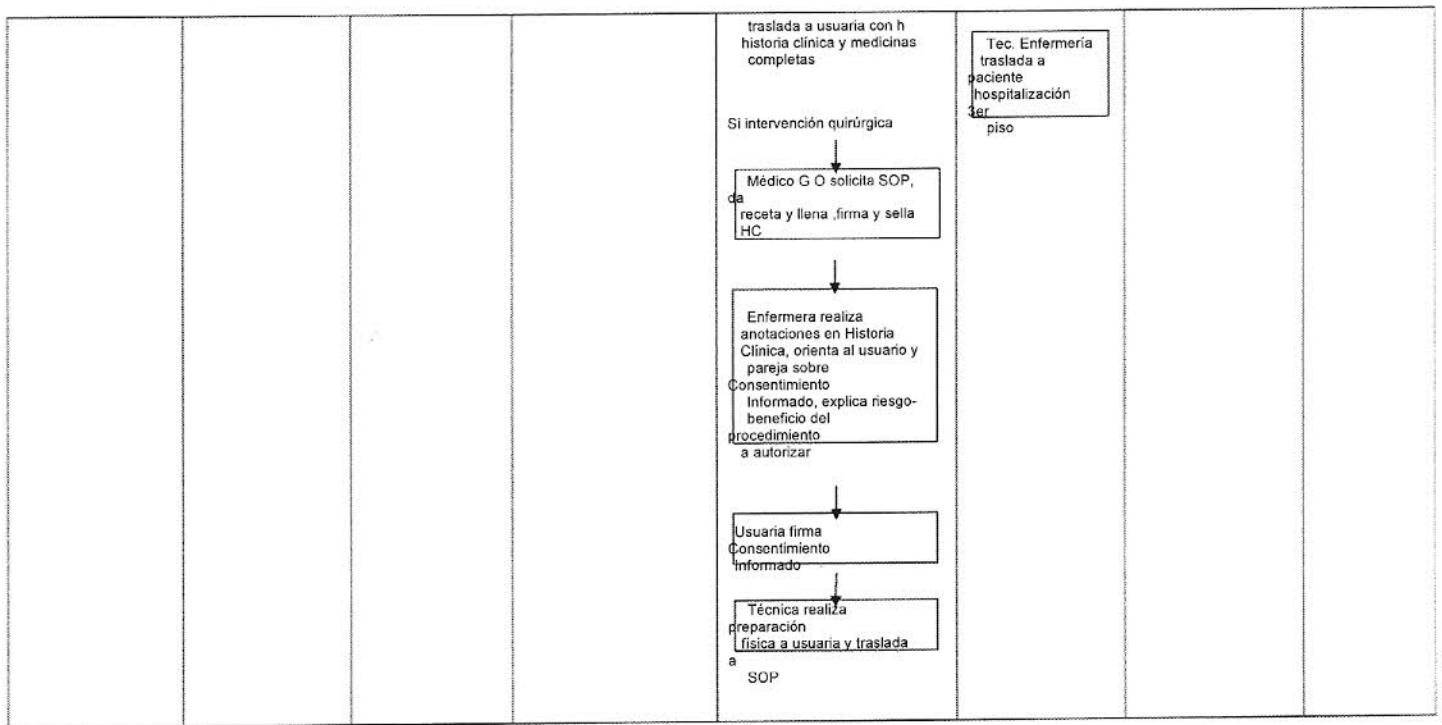 traslada a usuaria con h
historia clínica y medicinas
completas
Si intervención quirúrgica
Médico G O solicita SOP,
da
receta y llena ,firma y sella
HC
Enfermera realiza
anotaciones en Historia
Clínica, orienta al usuario y
pareja sobre
Consentimiento
Informado, explica riesgo-
beneficio del
procedimiento
a autorizar
Usuaria firma
Consentimiento
Informado
Técnica realiza
preparación
física a usuaria y traslada
a
SOP
Tec. Enfermería
traslada a
paciente
hospitalización
3er
piso